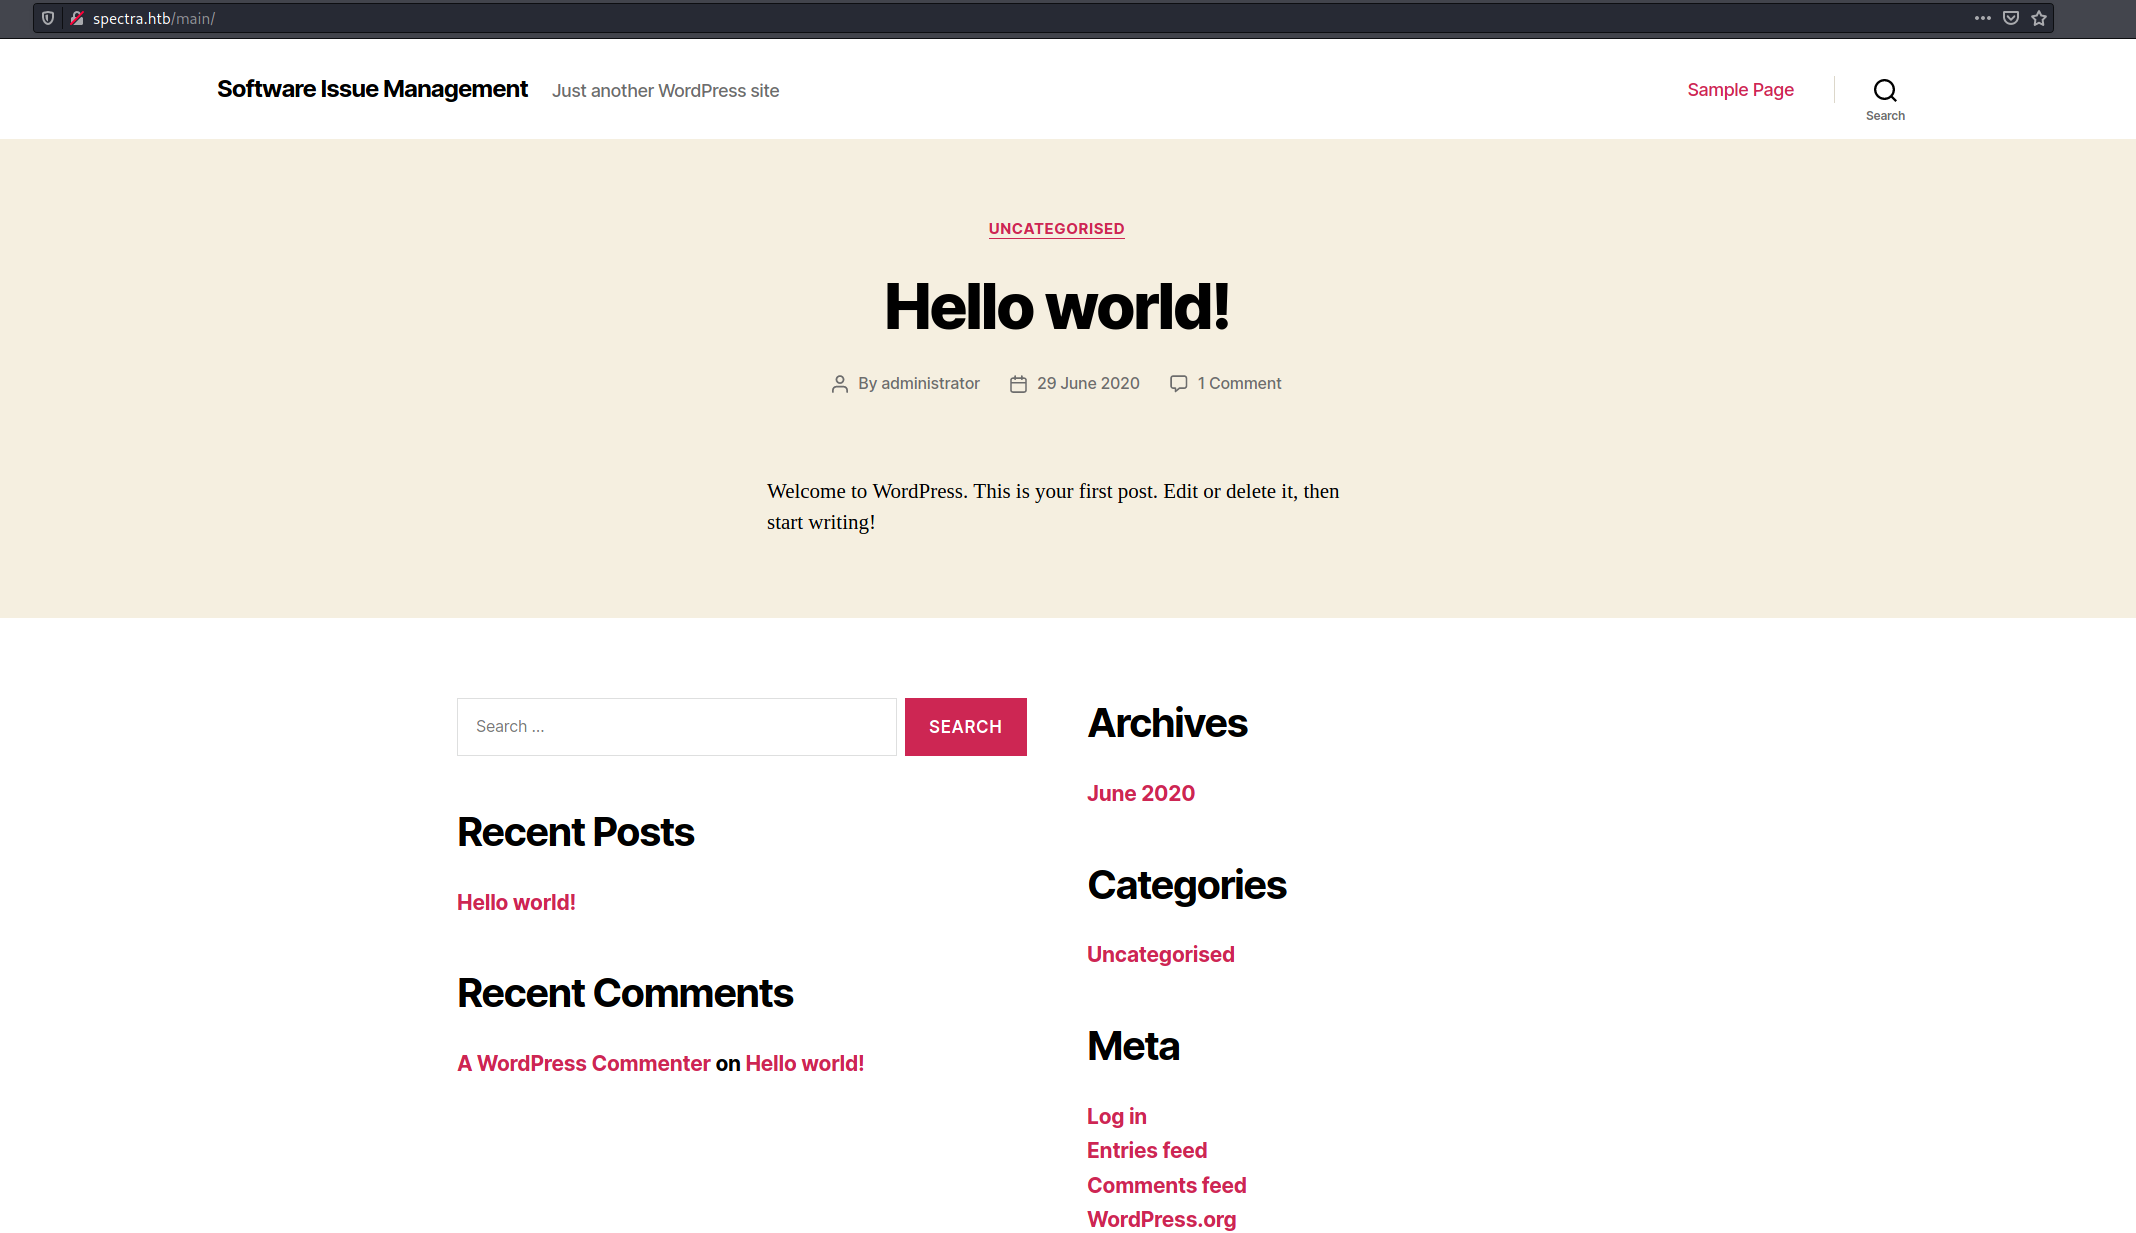 spectra.htb/main/
Software Issue Management Just another WordPress site
Sample Page
Search
UNCATEGORISED
Hello world!
By administrator 29 June 2020 1 Comment
Welcome to WordPress. This is your first post. Edit or delete it, then
start writing!
Search …
SEARCH
Recent Posts
Hello world!
Recent Comments
A WordPress Commenter on Hello world!
Archives
June 2020
Categories
Uncategorised
Meta
Log in
Entries feed
Comments feed
WordPress.org